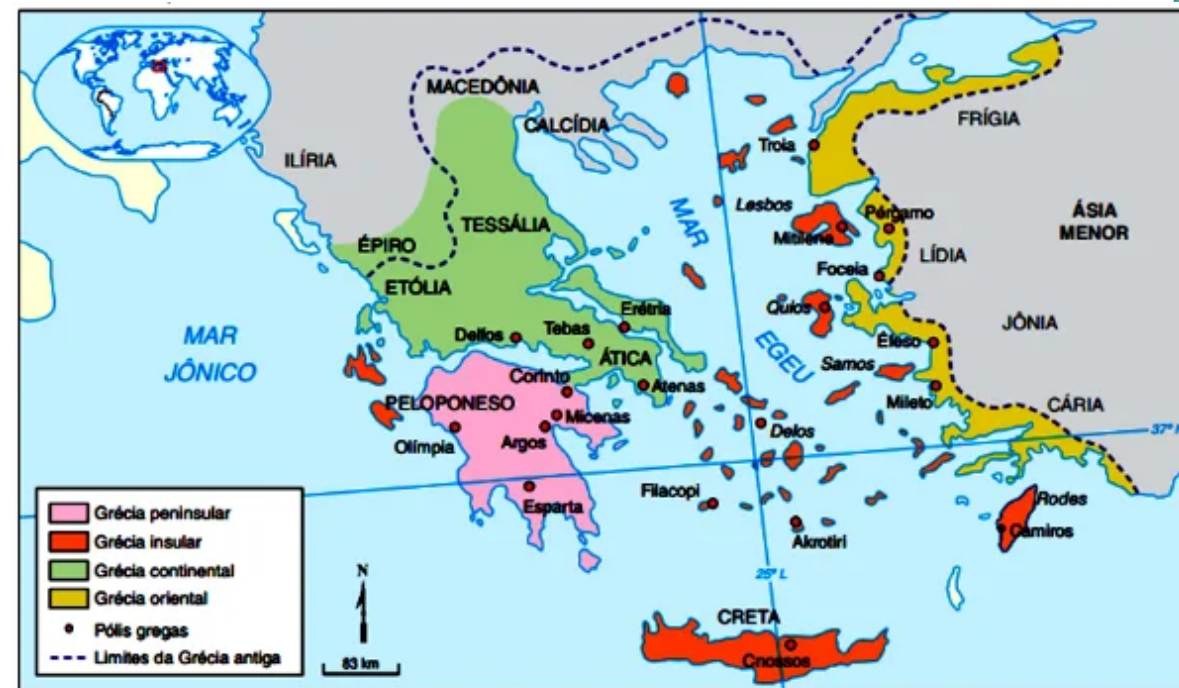 MACEDÔNIA
CALCÍDIA
FRÍGIA
Troia
ILÍRIA
Lesbos
Pérgamo
ÁSIA
MENOR
MAR
EGEU
TESSÁLIA
Mitilene
ÉPIRO
LÍDIA
Foceia
ETÓLIA
Erétria
Quios
JÔNIA
MAR
JÔNICO
Delfos
Tebas
Éfeso
ÁTICA
Samos
Corinto
Atenas
Mileto
PELOPONESO
Micenas
CÁRIA
Delos
Olímpia
Argos
Filacopi
Esparta
Rodes
Camiros
Akrotiri
25° L
CRETA
Cnossos
Grécia peninsular
Grécia insular
Grécia continental
Grécia oriental
Pólis gregas
Limites da Grécia antiga
N
83 km